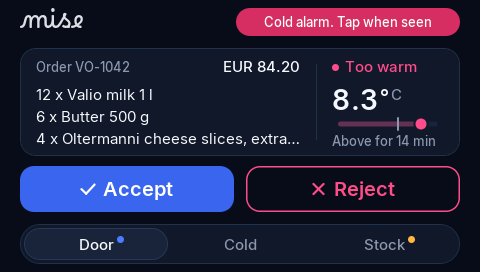 mise
Cold alarm. Tap when seen
Order VO-1042
EUR 84.20
12 x Valio milk 1 l
6 x Butter 500 g
4 x Oltermanni cheese slices, extra...
Too warm
8.3°C
Above for 14 min
Accept
Reject
Door
Cold
Stock